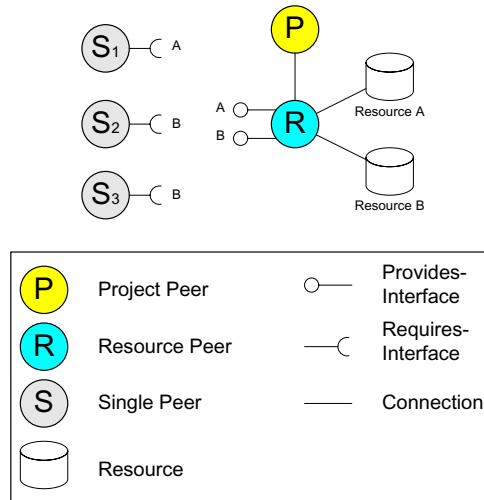 S1 A
P
S2 B
A
B
R
Resource A
S3 B
Resource B
P Project Peer
Provides-
Interface
R Resource Peer
Requires-
Interface
S Single Peer
Connection
Resource